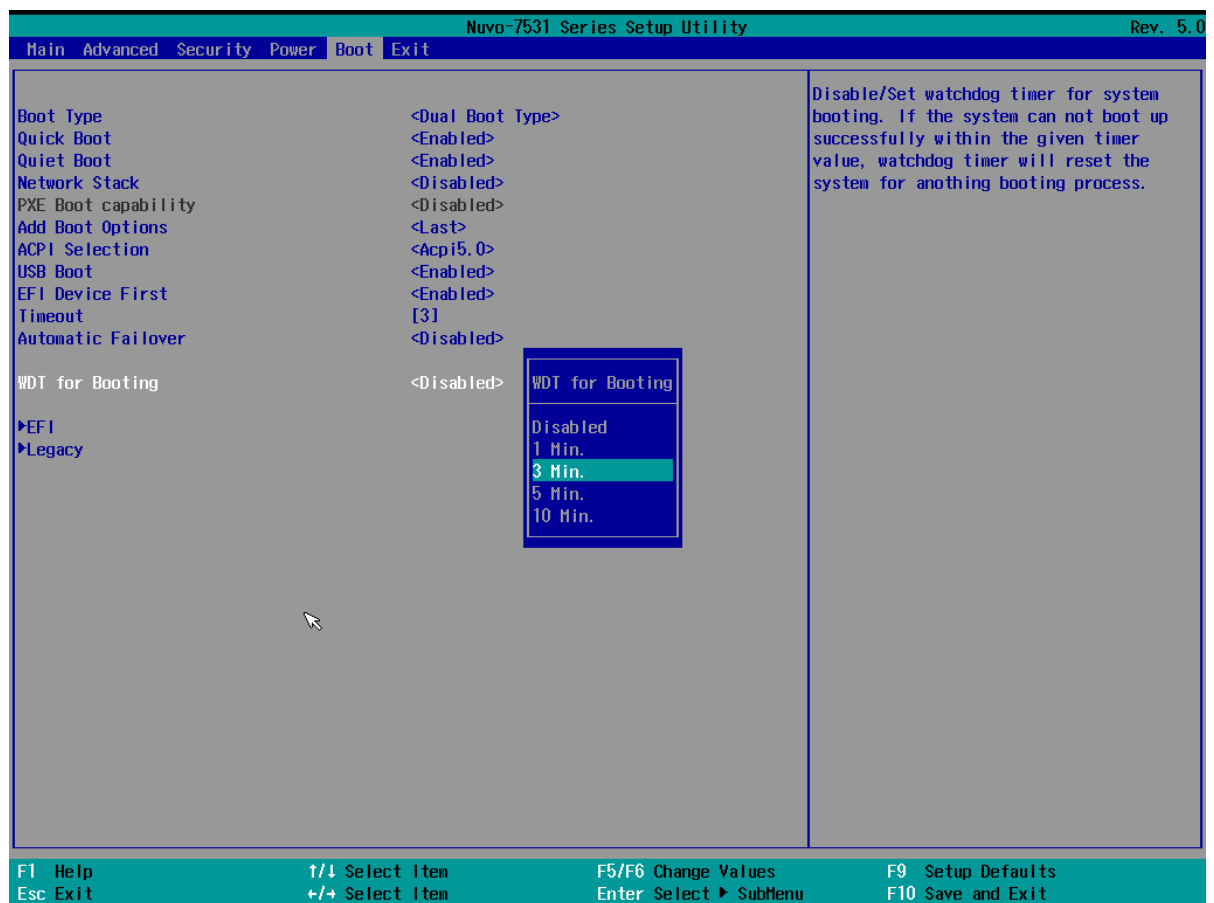 Nuvo-7531 Series Setup Utility Rev. 5.0
Main Advanced Security Power Boot Exit
Boot Type <Dual Boot Type>
Quick Boot <Enabled>
Quiet Boot <Enabled>
Network Stack <Disabled>
PXE Boot capability <Disabled>
Add Boot Options <Last>
ACPI Selection <Acpi5.0>
USB Boot <Enabled>
EFI Device First <Enabled>
Timeout [3]
Automatic Failover <Disabled>
WDT for Booting <Disabled>
▶EFI
▶Legacy
WDT for Booting
Disabled
1 Min.
3 Min.
5 Min.
10 Min.
Disable/Set watchdog timer for system
booting. If the system can not boot up
successfully within the given timer
value, watchdog timer will reset the
system for anothing booting process.
F1 Help ↑/↓ Select Item F5/F6 Change Values F9 Setup Defaults
Esc Exit ←/→ Select Item Enter Select ▶ SubMenu F10 Save and Exit